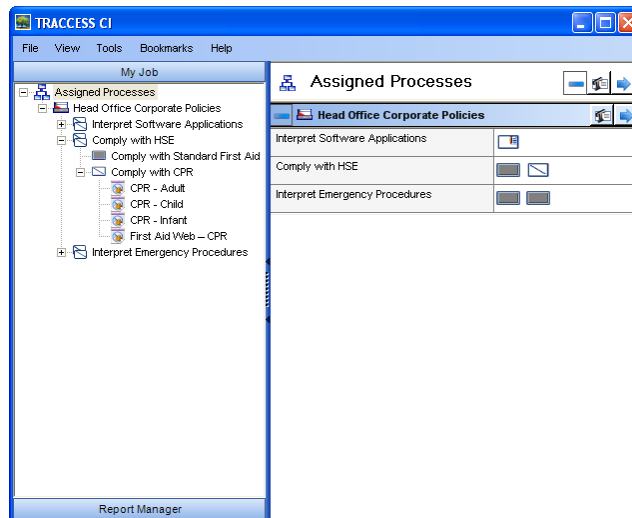 TRACCESS CI
File View Tools Bookmarks Help
My Job
Assigned Processes
Head Office Corporate Policies
Interpret Software Applications
Comply with HSE
Comply with Standard First Aid
Comply with CPR
CPR - Adult
CPR - Child
CPR - Infant
First Aid Web – CPR
Interpret Emergency Procedures
Report Manager
Assigned Processes
Head Office Corporate Policies
Interpret Software Applications
Comply with HSE
Interpret Emergency Procedures